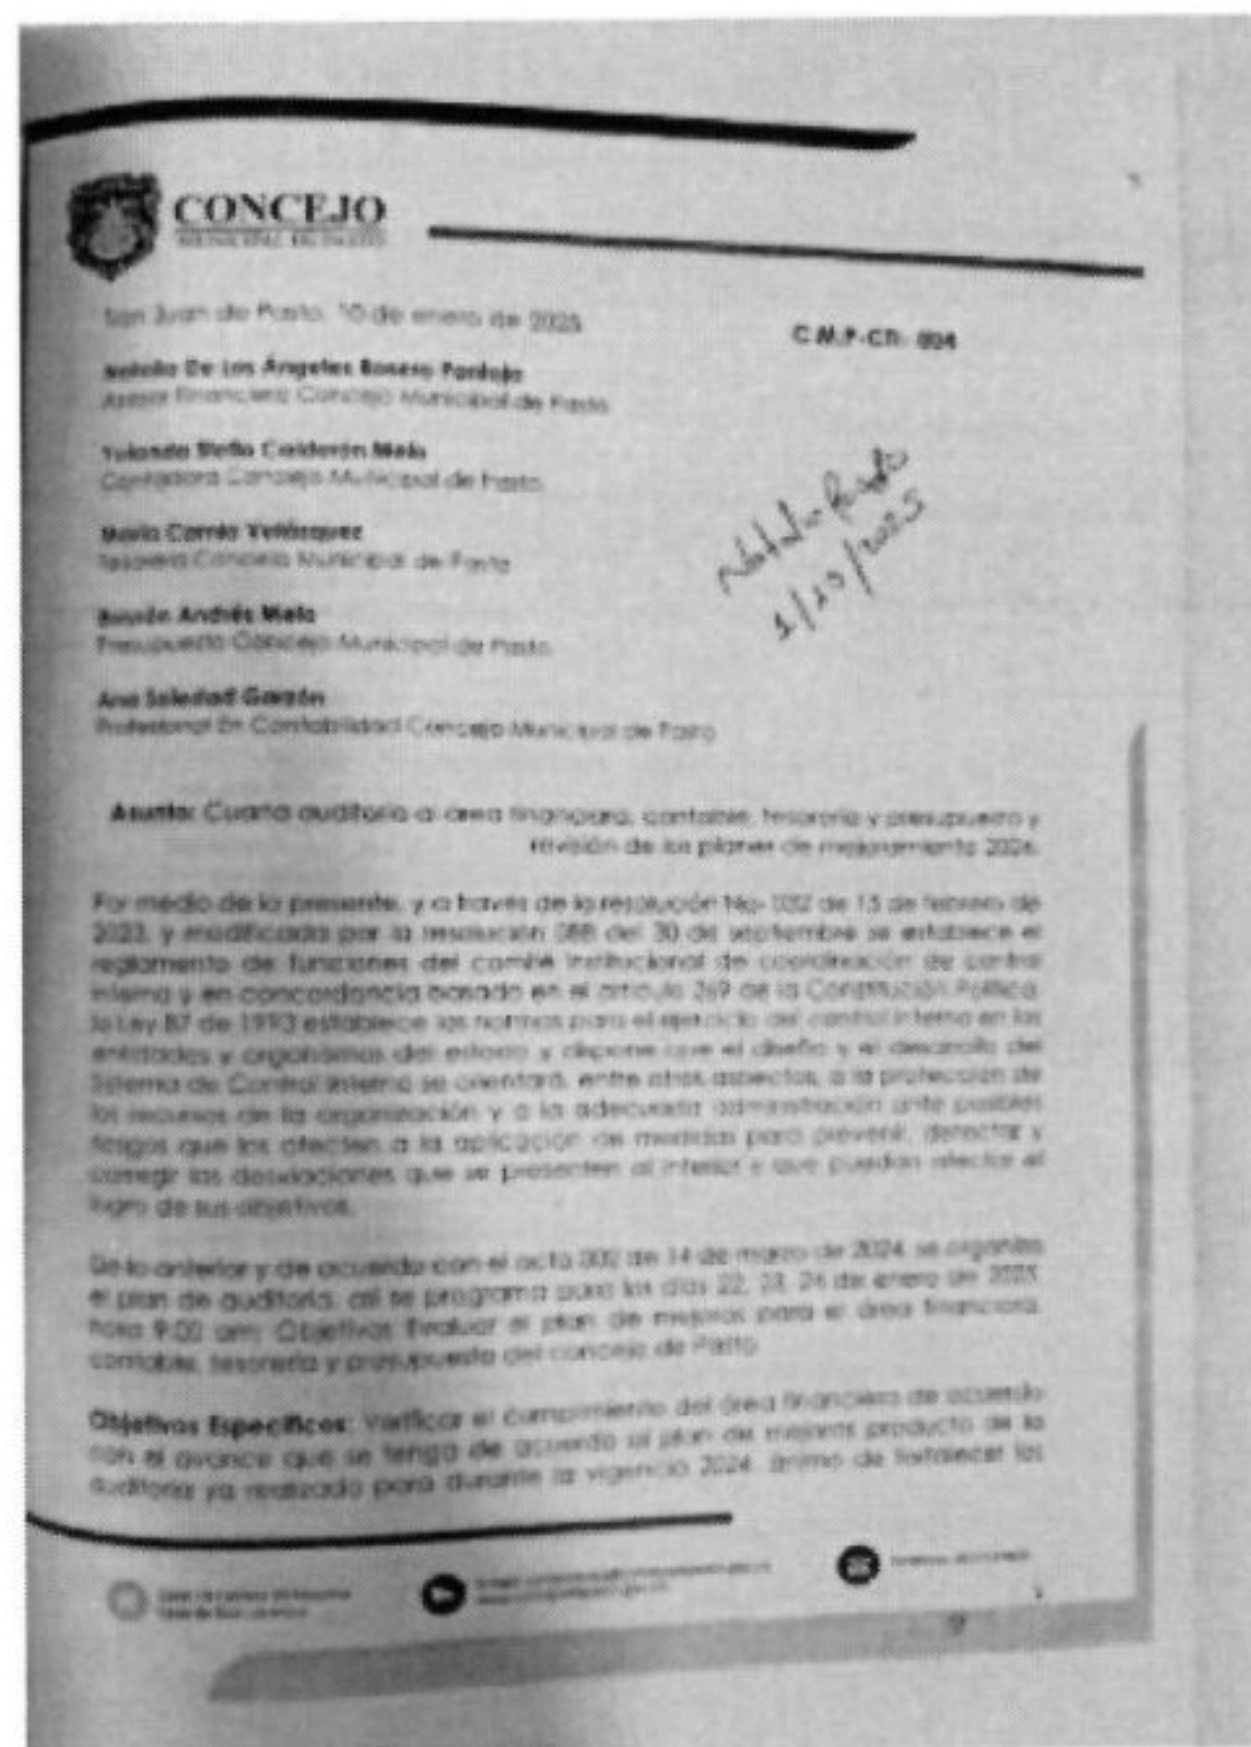 CONCEJO
MUNICIPAL DE PASTO
San Juan de Pasto, 10 de enero de 2025
C.M.P-CTI- 004
De Los Ángeles Rosero Pantoja
Asesor Financiera Concejo Municipal de Pasto
Yolanda Stella Calderón Melo
Contadora Concejo Municipal de Pasto
María Velásquez
Tesorera Concejo Municipal de Pasto
1/10/2025
Andrés Melo
Presupuesto Concejo Municipal de Pasto
Ana Soledad Garzón
Profesional En Contabilidad Concejo Municipal de Pasto
Asunto: Cuarta auditoria al área financiera, contable, tesorería y presupuesto y
revisión de los planes de mejoramiento
Por medio de la presente, y a través de la resolución No- 032 de 15 de febrero de
2023, y modificada por la resolución 088 del 30 de septiembre se establece el
reglamento de funciones del comité institucional de coordinación de control
interno y en concordancia basado en el artículo 269 de la Constitución Política,
la Ley 87 de 1993 establece las normas para el ejercicio del control interno en las
entidades y organismos del estado y dispone que el diseño y el desarrollo del
Sistema de Control Interno se orientará, entre otros aspectos, a la protección de
los recursos de la organización y a la adecuada administración ante posibles
riesgos que los afecten a la aplicación de medidas para prevenir, detectar y
corregir las desviaciones que se presenten al interior y que puedan afectar el
logro de sus objetivos.
De lo anterior y de acuerdo con el acta 002 de 14 de marzo de 2024, se organiza
el plan de auditoria, así se programa para los días 22, 23, 24 de enero de 2025,
hora 9:00 am; Objetivos Evaluar el plan de mejoras para el área financiera,
contable, tesorería y presupuesto del concejo de Pasto
Objetivos Específicos: Verificar el cumplimiento del área financiera de acuerdo
con el avance que se tenga de acuerdo al plan de mejoras producto de la
auditoria ya realizada para durante la vigencia 2024, ánimo de fortalecer los